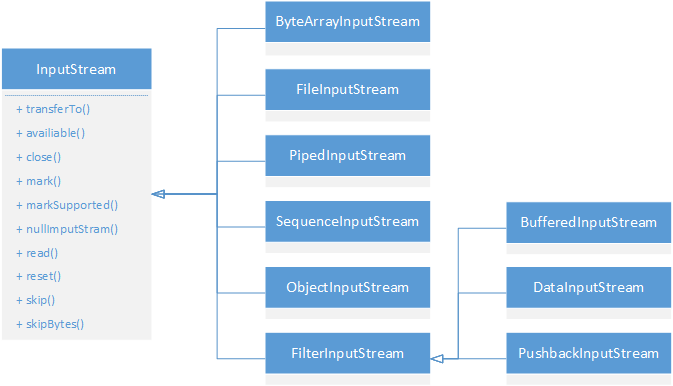 InputStream
+ transferTo()
+ availiable()
+ close()
+ mark()
+ markSupported()
+ nullImputStram()
+ read()
+ reset()
+ skip()
+ skipBytes()
ByteArrayInputStream
FileInputStream
PipedInputStream
SequenceInputStream
ObjectInputStream
FilterInputStream
BufferedInputStream
DataInputStream
PushbackInputStream